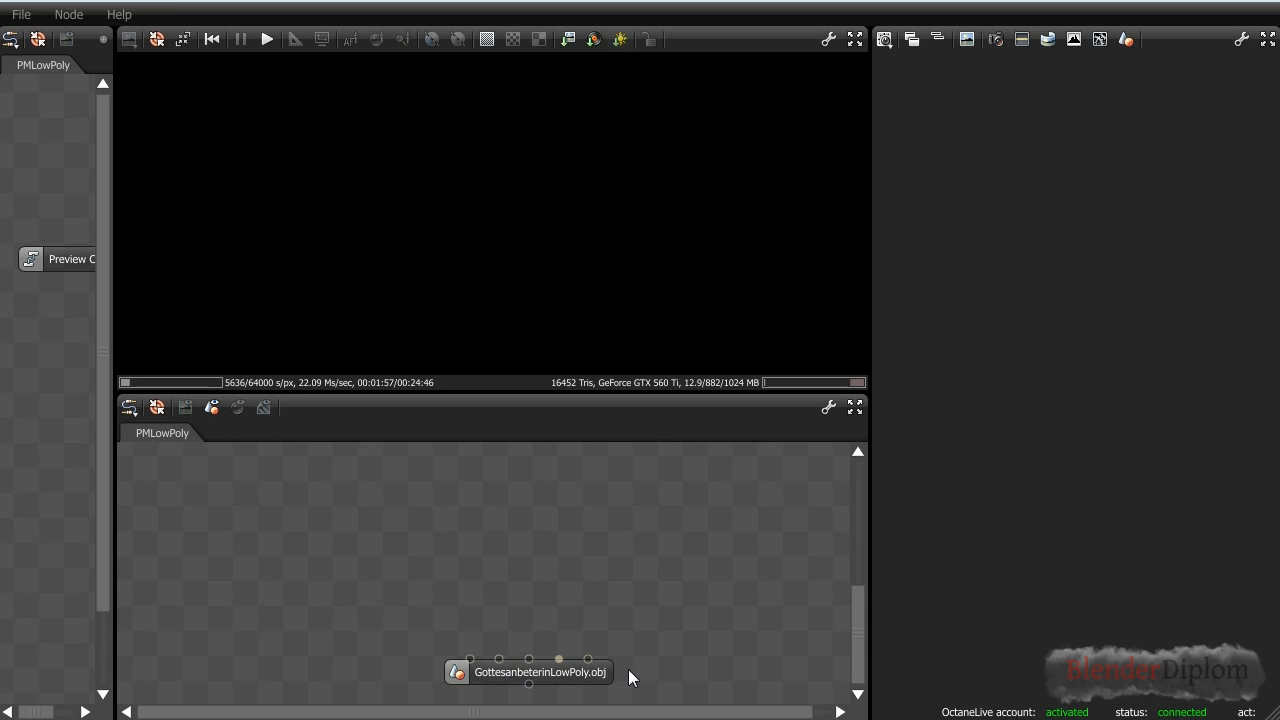 File Node Help
PMLowPoly
Preview C
5636/64000 s/px, 22.09 Ms/sec, 00:01:57/00:24:46
16452 Tris, GeForce GTX 560 Ti, 12.9/882/1024 MB
PMLowPoly
GottesanbeterinLowPoly.obj
BlenderDiplom
OctaneLive account: activated status: connected act: